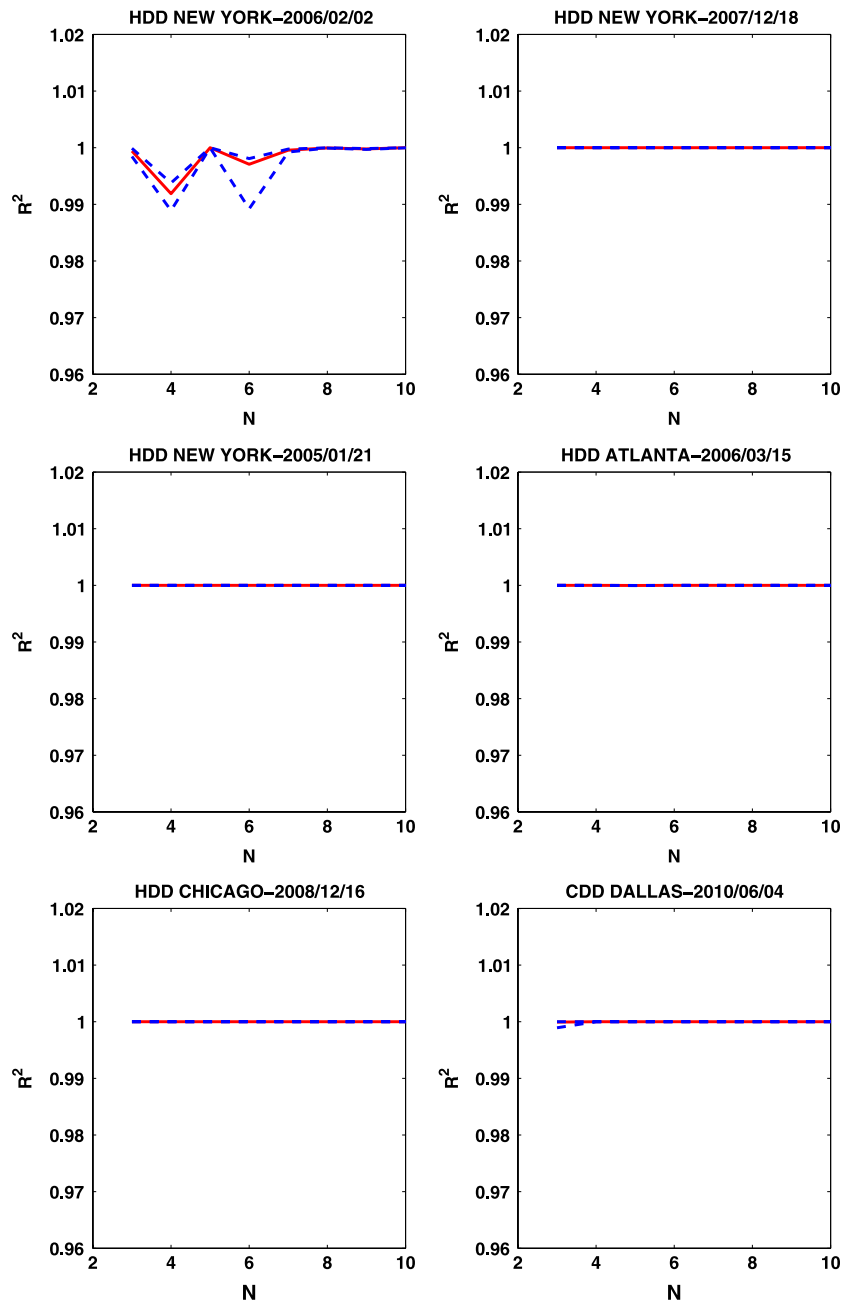 HDD NEW YORK–2006/02/02
1.02
1.01
1
0.99
0.98
0.97
0.96
R²
2 4 6 8 10
N
HDD NEW YORK–2007/12/18
1.02
1.01
1
0.99
0.98
0.97
0.96
R²
2 4 6 8 10
N
HDD NEW YORK–2005/01/21
1.02
1.01
1
0.99
0.98
0.97
0.96
R²
2 4 6 8 10
N
HDD ATLANTA–2006/03/15
1.02
1.01
1
0.99
0.98
0.97
0.96
R²
2 4 6 8 10
N
HDD CHICAGO–2008/12/16
1.02
1.01
1
0.99
0.98
0.97
0.96
R²
2 4 6 8 10
N
CDD DALLAS–2010/06/04
1.02
1.01
1
0.99
0.98
0.97
0.96
R²
2 4 6 8 10
N